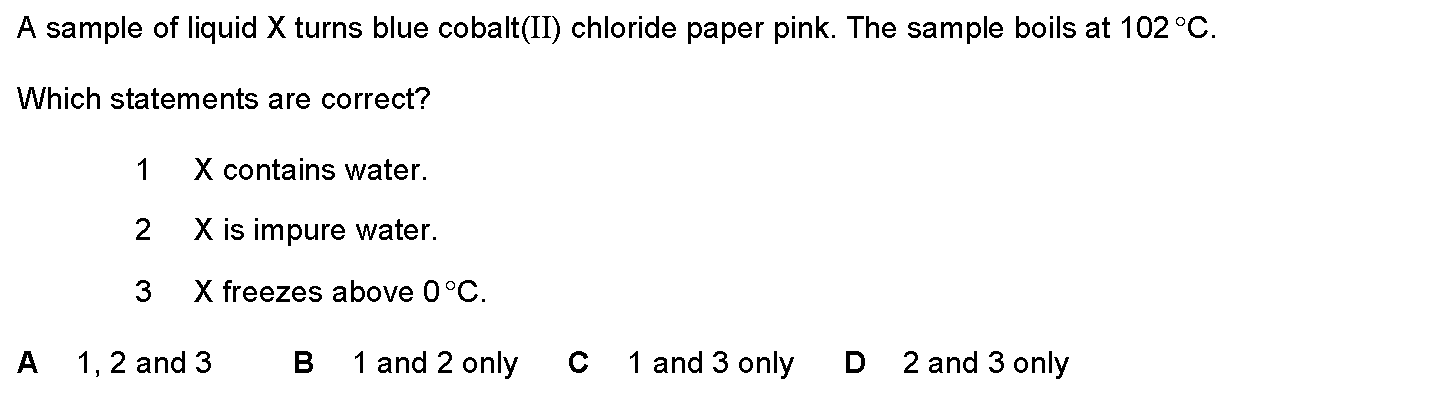 A sample of liquid X turns blue cobalt(II) chloride paper pink. The sample boils at 102 °C.
Which statements are correct?
1 X contains water.
2 X is impure water.
3 X freezes above 0 °C.
A 1, 2 and 3 B 1 and 2 only C 1 and 3 only D 2 and 3 only